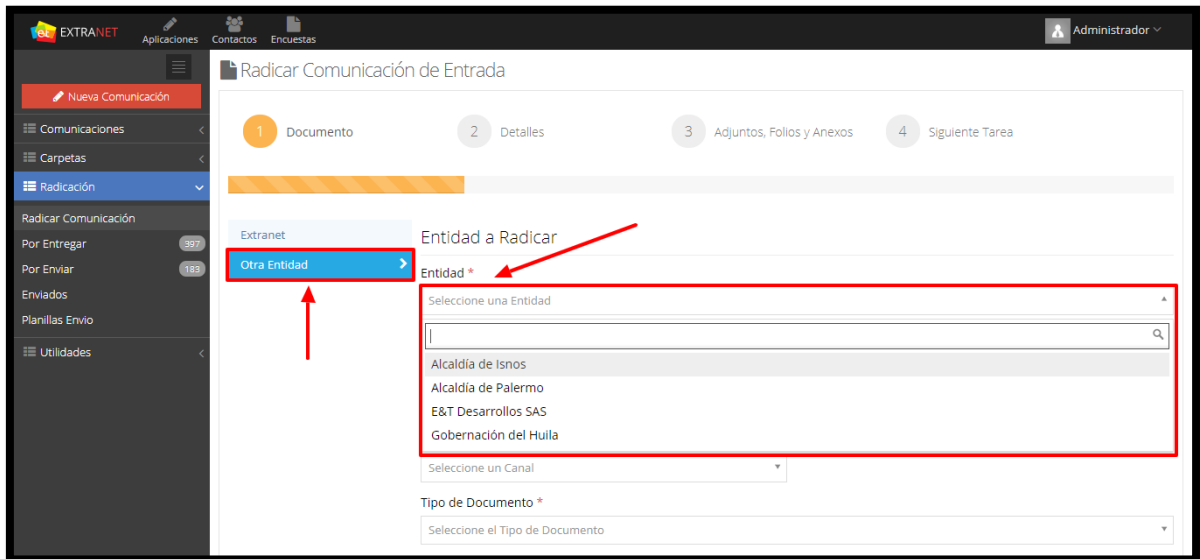 EXTRANET
Aplicaciones Contactos Encuestas
Administrador
Nueva Comunicación
Comunicaciones
Carpetas
Radicación
Radicar Comunicación
Por Entregar 397
Por Enviar 183
Enviados
Planillas Envio
Utilidades
Radicar Comunicación de Entrada
1 Documento 2 Detalles 3 Adjuntos, Folios y Anexos 4 Siguiente Tarea
Extranet
Otra Entidad
Entidad a Radicar
Entidad *
Seleccione una Entidad
Alcaldía de Isnos
Alcaldía de Palermo
E&T Desarrollos SAS
Gobernación del Huila
Seleccione un Canal
Tipo de Documento *
Seleccione el Tipo de Documento